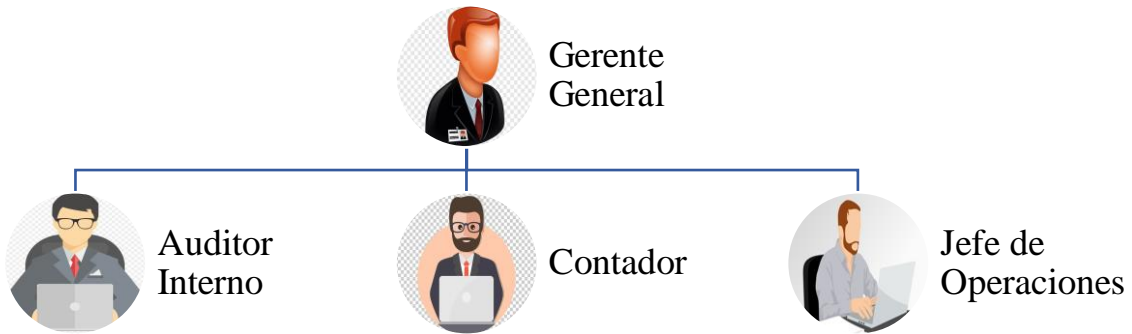 Gerente
General
Auditor
Interno
Contador
Jefe de
Operaciones